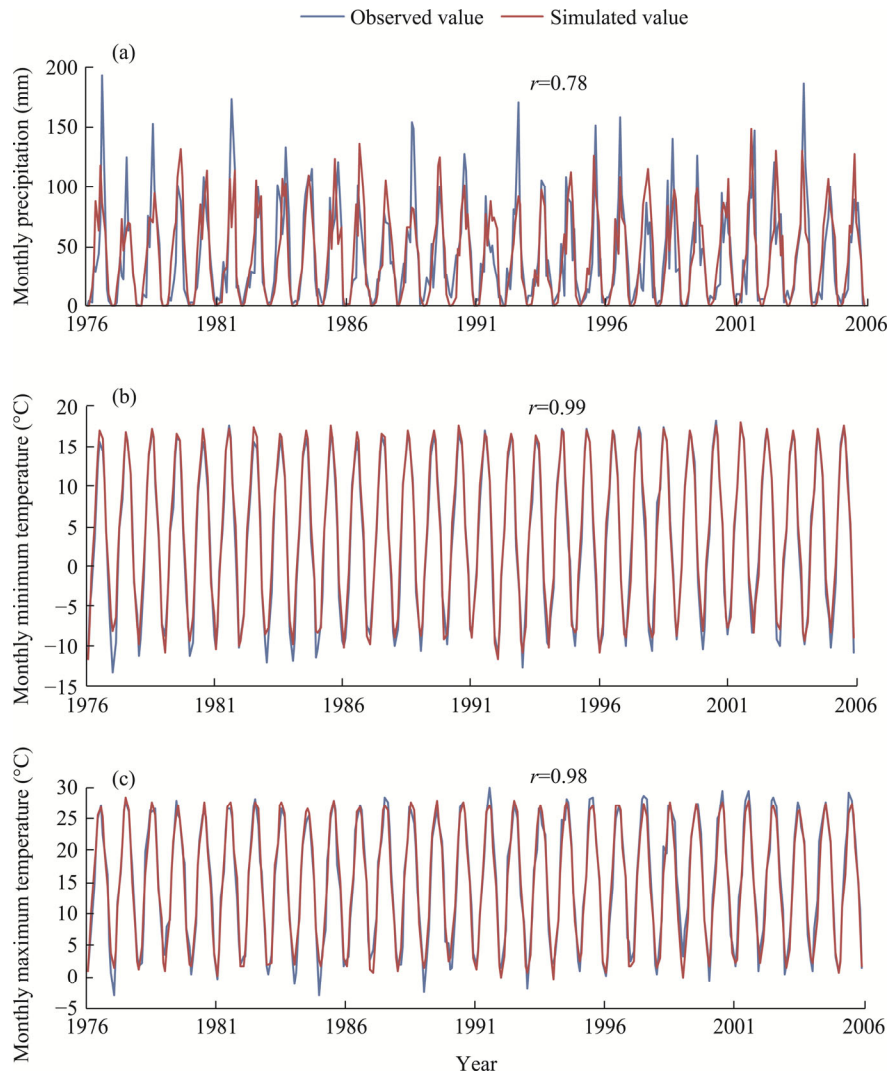 Observed value Simulated value
(a)
r=0.78
Monthly precipitation (mm)
200
150
100
50
0
1976 1981 1986 1991 1996 2001 2006
(b)
r=0.99
Monthly minimum temperature (°C)
20
15
10
5
0
−5
−10
−15
1976 1981 1986 1991 1996 2001 2006
(c)
r=0.98
Monthly maximum temperature (°C)
30
25
20
15
10
5
0
−5
1976 1981 1986 1991 1996 2001 2006
Year